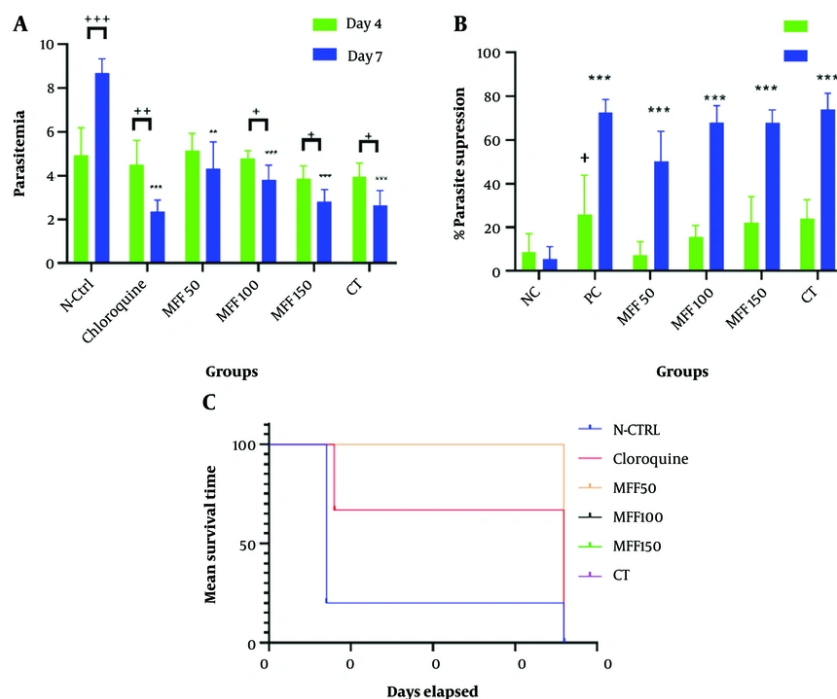 A
B
+++
Day 4
Day 7
10
8
6
4
2
0
Parasitemia
++
***
**
+
***
+
***
+
***
N-Ctrl
Chloroquine
MFF 50
MFF 100
MFF 150
CT
Groups
100
80
60
40
20
0
% Parasite supression
+
***
***
***
***
***
NC
PC
MFF 50
MFF 100
MFF 150
CT
Groups
C
100
50
0
Mean survival time
0
0
0
0
0
Days elapsed
N-CTRL
Cloroquine
MFF50
MFF100
MFF150
CT